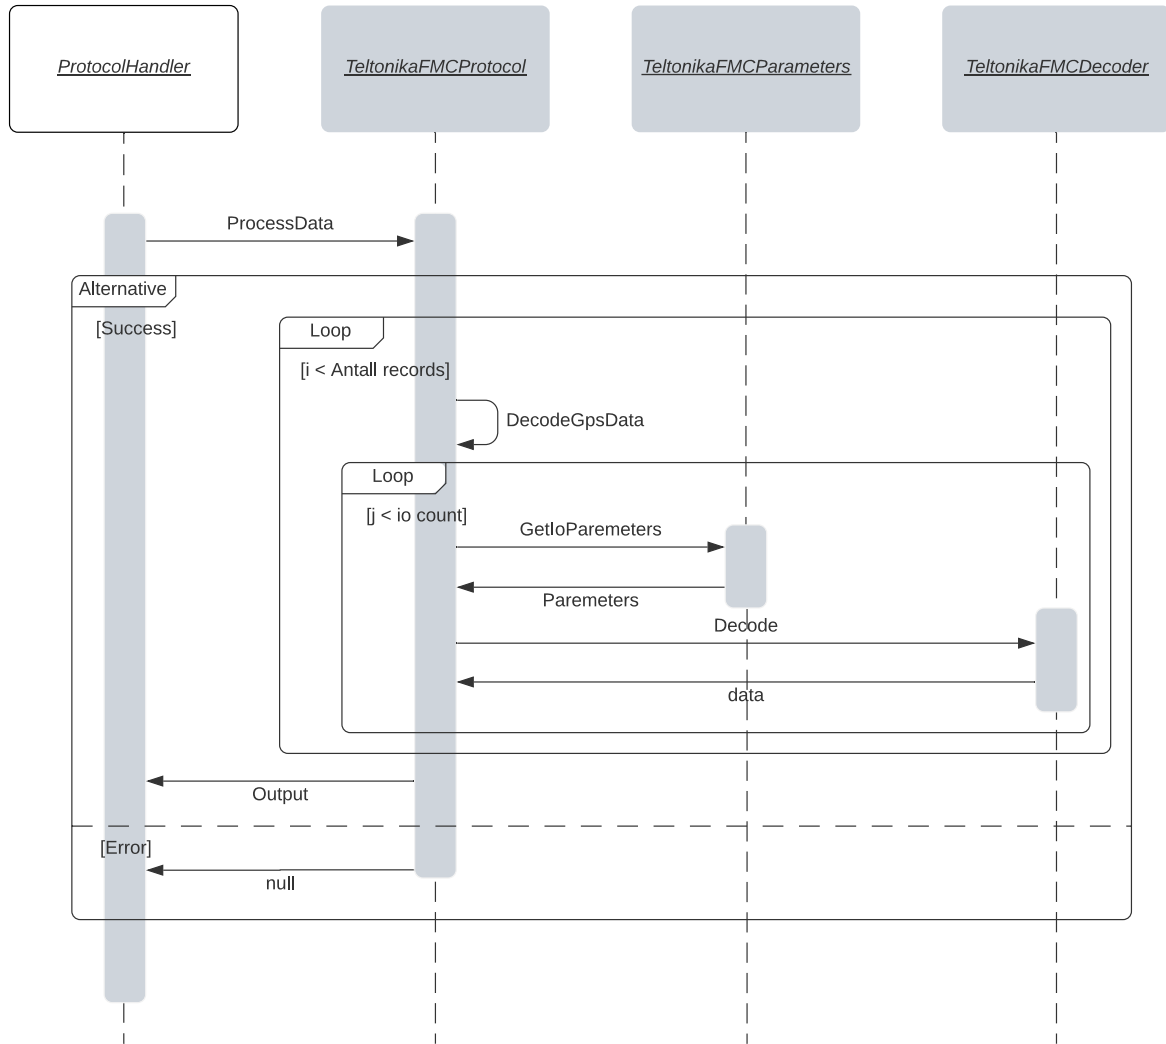 ProtocolHandler
TeltonikaFMCProtocol
TeltonikaFMCParameters
TeltonikaFMCDecoder
ProcessData
Alternative
[Success]
Loop
[i < Antall records]
DecodeGpsData
Loop
[j < io count]
GetIoParemeters
Paremeters
Decode
data
Output
[Error]
null